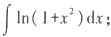 ∫ ln(1+x²)dx;